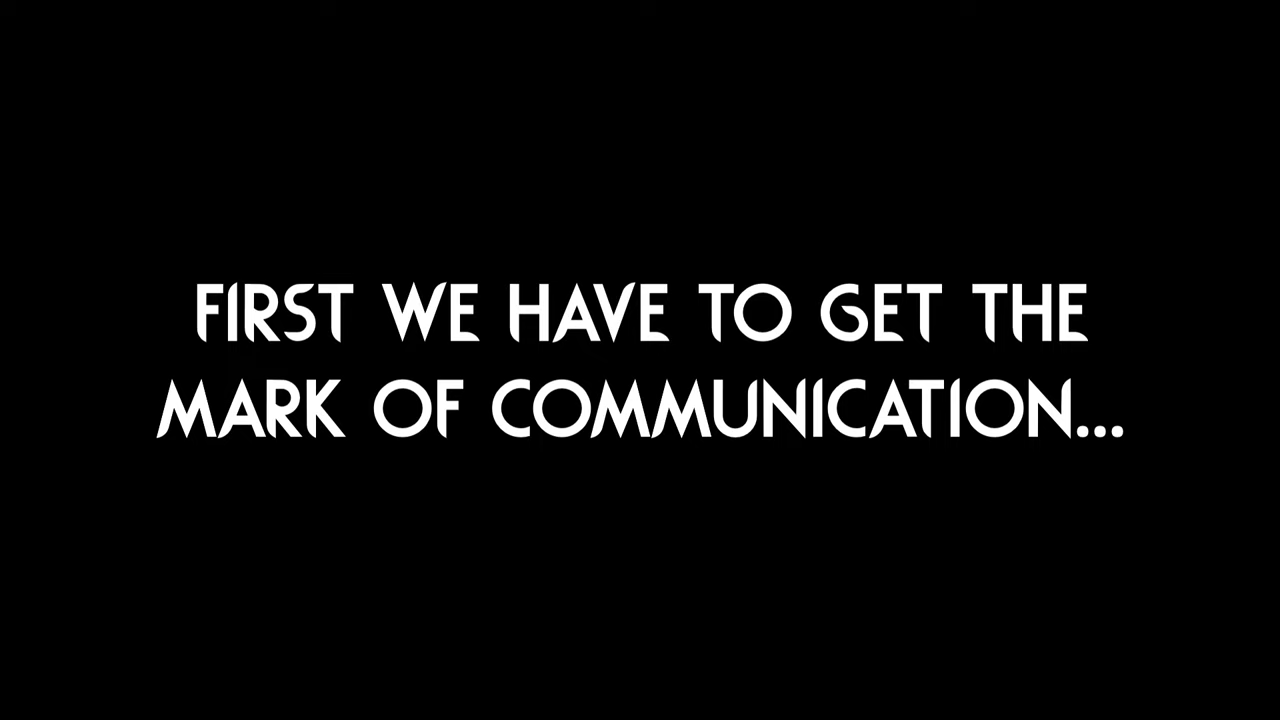 FIRST WE HAVE TO GET THE
MARK OF COMMUNICATION...